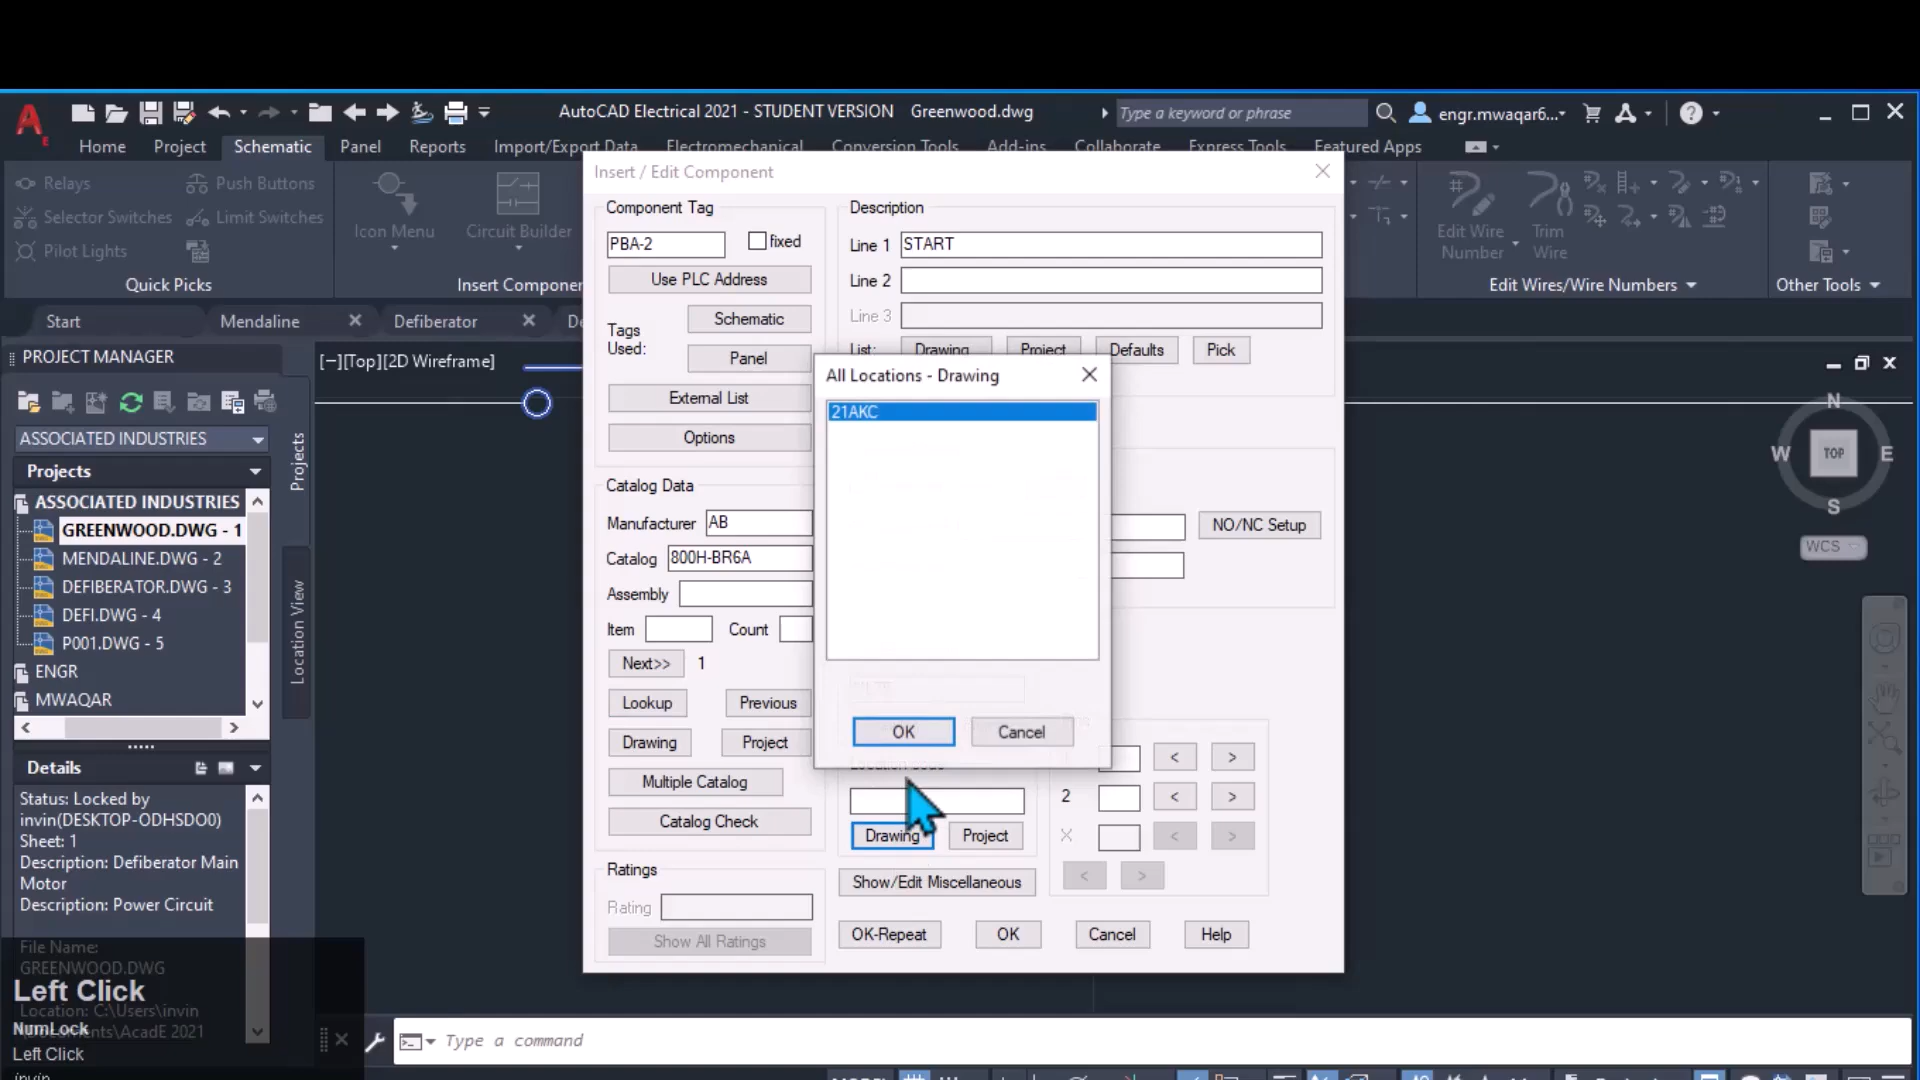 AutoCAD Electrical 2021 - STUDENT VERSION Greenwood.dwg
Type a keyword or phrase
engr.mwaqar6...
Home Project Schematic Panel Reports Import/Export Data Electromechanical Conversion Tools Add-ins Collaborate Express Tools Featured Apps
Relays Push Buttons
Selector Switches Limit Switches
Pilot Lights
Quick Picks
Icon Menu
Circuit Builder
Edit Wire Number
Trim Wire
Edit Wires/Wire Numbers
Other Tools
Start Mendaline Defiberator
PROJECT MANAGER
[−][Top][2D Wireframe]
ASSOCIATED INDUSTRIES
Projects
ASSOCIATED INDUSTRIES
GREENWOOD.DWG - 1
MENDALINE.DWG - 2
DEFIBERATOR.DWG - 3
DEFI.DWG - 4
P001.DWG - 5
ENGR
MWAQAR
Projects
Location View
Details
Status: Locked by
invin(DESKTOP-ODHSDO0)
Sheet: 1
Description: Defiberator Main
Motor
Description: Power Circuit
File Name:
GREENWOOD.DWG
Location: C:\Users\invin
\Documents\AcadE 2021
Left Click
NumLock
Left Click
invin
Insert / Edit Component
Component Tag
PBA-2 fixed
Use PLC Address
Tags Used:
Schematic
Panel
External List
Options
Catalog Data
Manufacturer AB
Catalog 800H-BR6A
Assembly
Item Count
Next>> 1
Lookup Previous
Drawing Project
Multiple Catalog
Catalog Check
Ratings
Rating
Show All Ratings
Description
Line 1 START
Line 2
Line 3
List: Drawing Project Defaults Pick
All Locations - Drawing
21AKC
OK Cancel
NO/NC Setup
Drawing Project
Show/Edit Miscellaneous
< >
2 < >
X < >
< >
OK-Repeat OK Cancel Help
N
W TOP E
S
WCS
Type a command